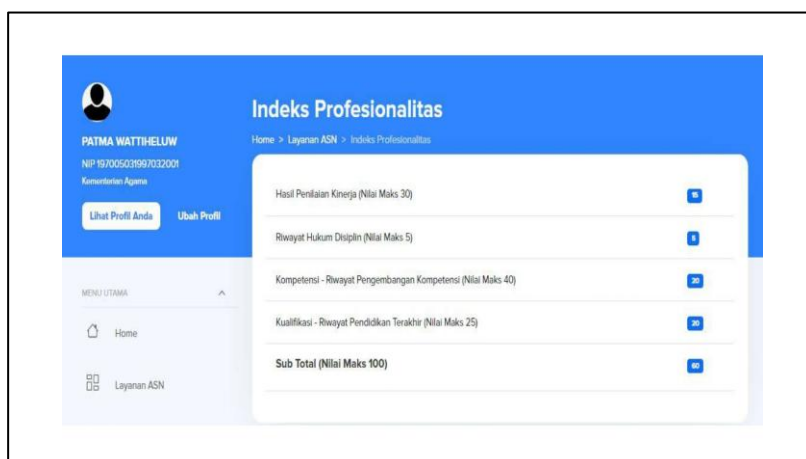 PATMA WATTIHELUW
NIP 197005031997032001
Kementerian Agama
Lihat Profil Anda
Ubah Profil
MENU UTAMA
Home
Layanan ASN
Indeks Profesionalitas
Home > Layanan ASN > Indeks Profesionalitas
Hasil Penilaian Kinerja (Nilai Maks 30) 15
Riwayat Hukum Disiplin (Nilai Maks 5) 5
Kompetensi - Riwayat Pengembangan Kompetensi (Nilai Maks 40) 20
Kualifikasi - Riwayat Pendidikan Terakhir (Nilai Maks 25) 20
Sub Total (Nilai Maks 100) 60